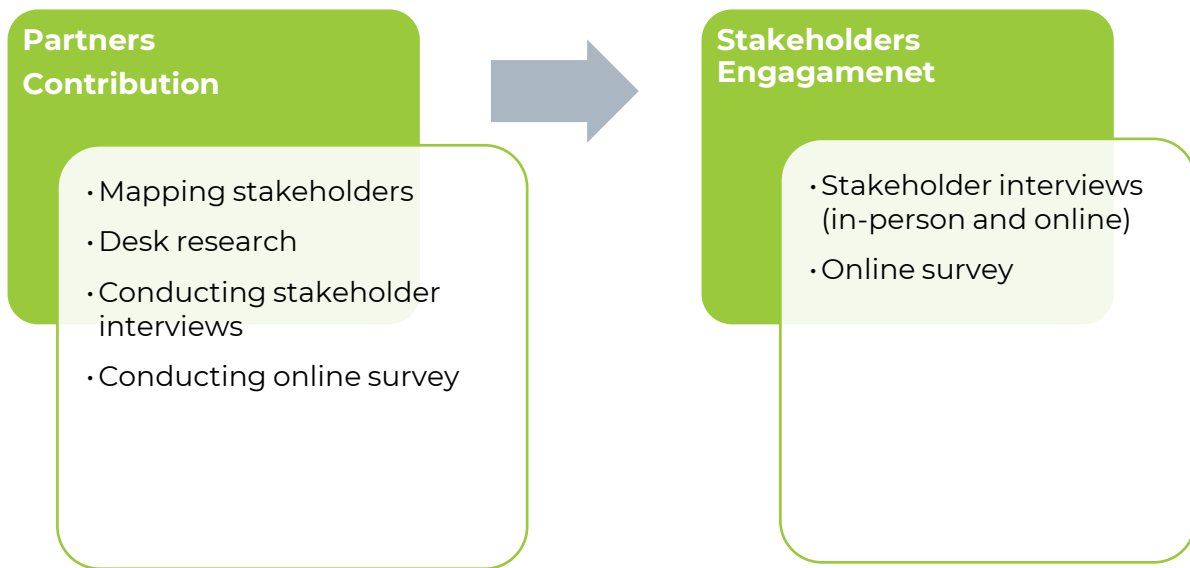 Partners
Contribution
· Mapping stakeholders
· Desk research
· Conducting stakeholder
interviews
· Conducting online survey
Stakeholders
Engagamenet
· Stakeholder interviews
(in-person and online)
· Online survey